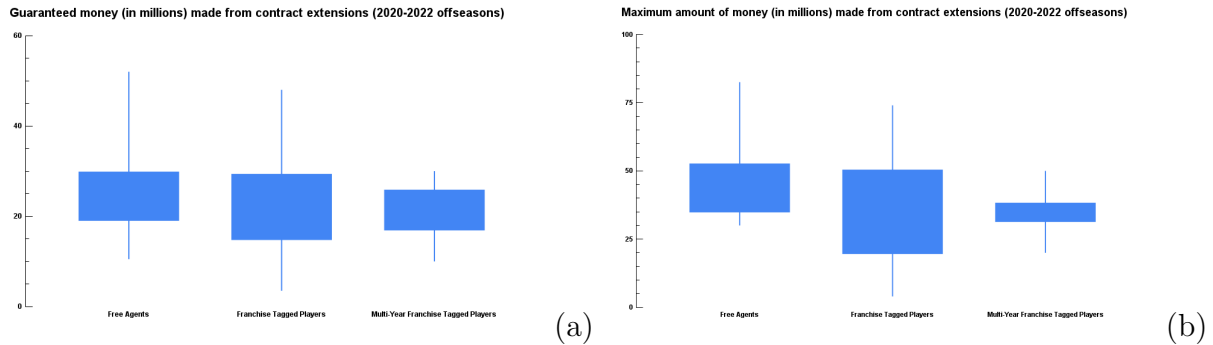 Guaranteed money (in millions) made from contract extensions (2020-2022 offseasons)
60
40
20
0
Free Agents Franchise Tagged Players Multi-Year Franchise Tagged Players
(a)
Maximum amount of money (in millions) made from contract extensions (2020-2022 offseasons)
100
75
50
25
0
Free Agents Franchise Tagged Players Multi-Year Franchise Tagged Players
(b)